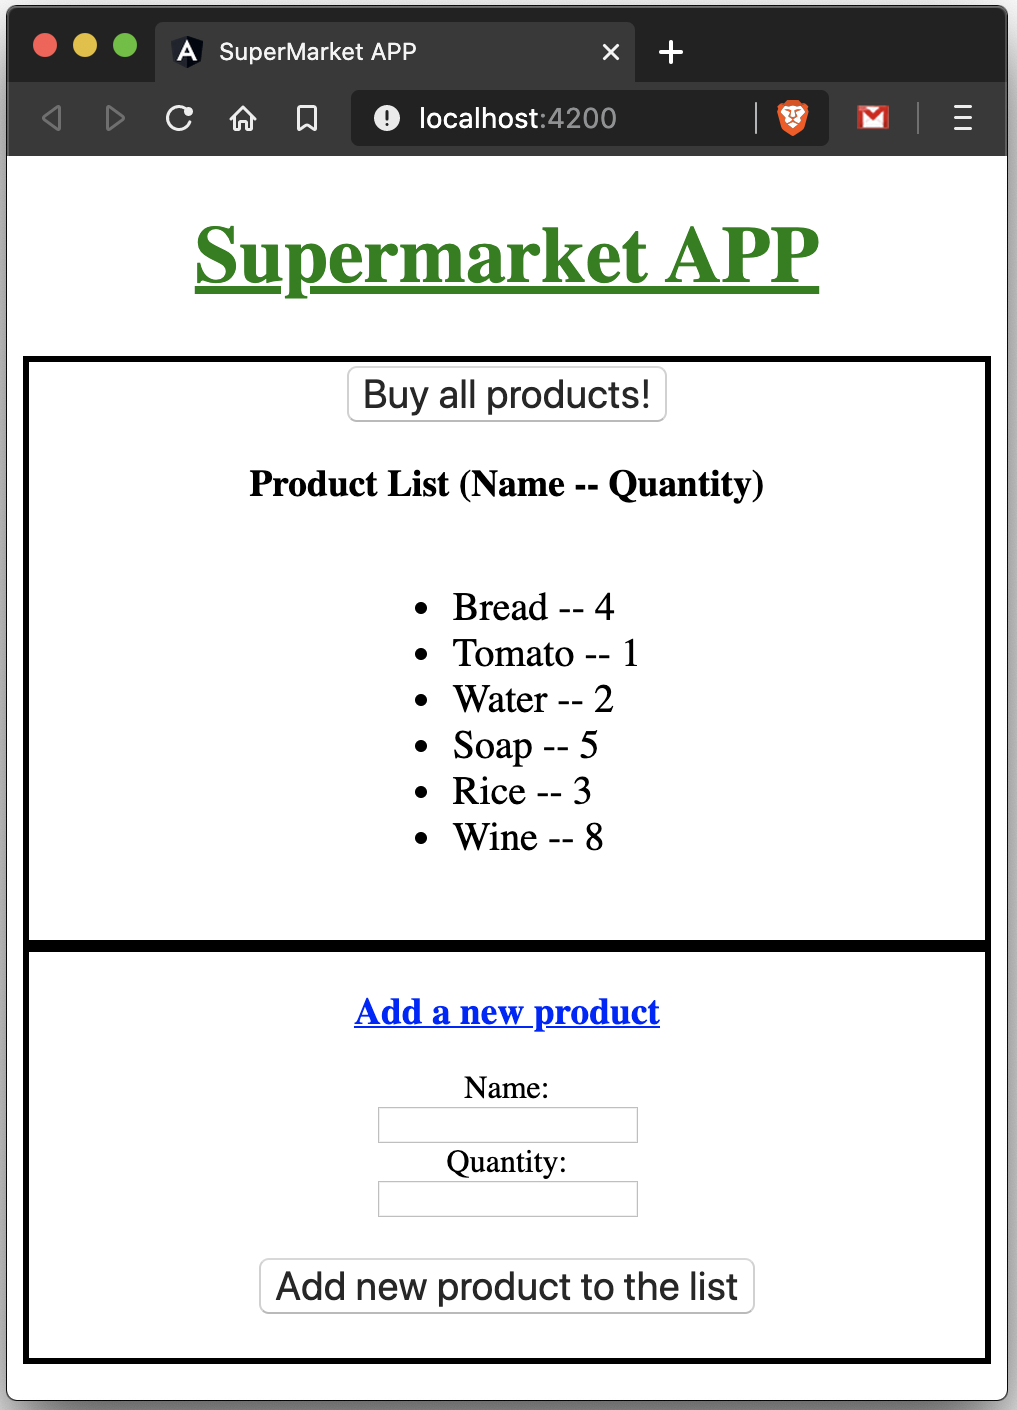 SuperMarket APP
localhost:4200
Supermarket APP
Buy all products!
Product List (Name -- Quantity)
Bread -- 4
Tomato -- 1
Water -- 2
Soap -- 5
Rice -- 3
Wine -- 8
Add a new product
Name:
Quantity:
Add new product to the list